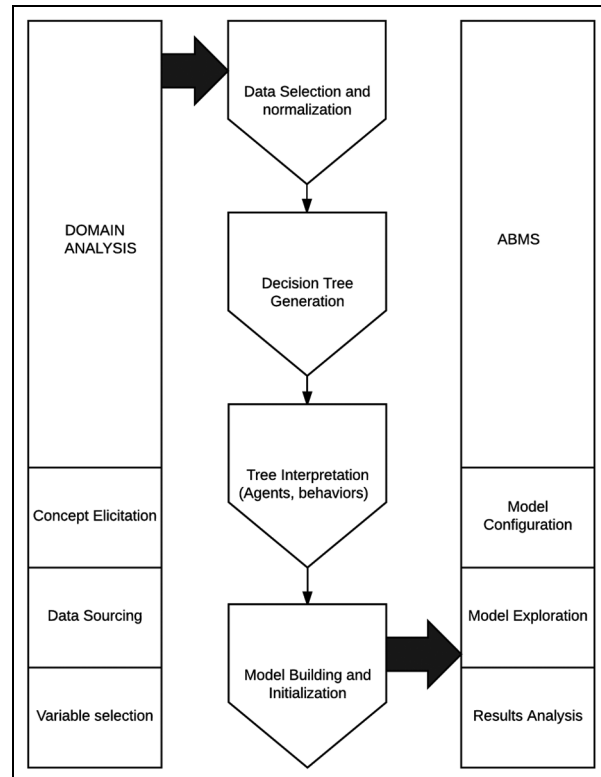 DOMAIN
ANALYSIS
Concept Elicitation
Data Sourcing
Variable selection
Data Selection and
normalization
Decision Tree
Generation
Tree Interpretation
(Agents, behaviors)
Model Building and
Initialization
ABMS
Model
Configuration
Model Exploration
Results Analysis